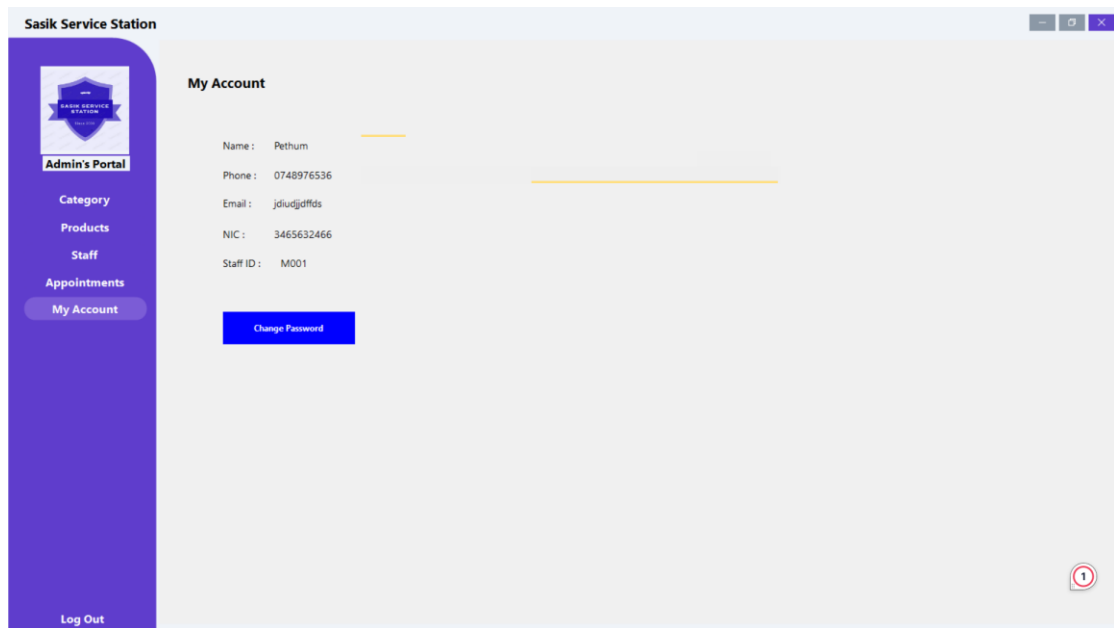 Sasik Service Station
SASIK SERVICE
STATION
Admin's Portal
Category
Products
Staff
Appointments
My Account
Log Out
My Account
Name : Pethum
Phone : 0748976536
Email : jdiudjjdffds
NIC : 3465632466
Staff ID : M001
Change Password
1